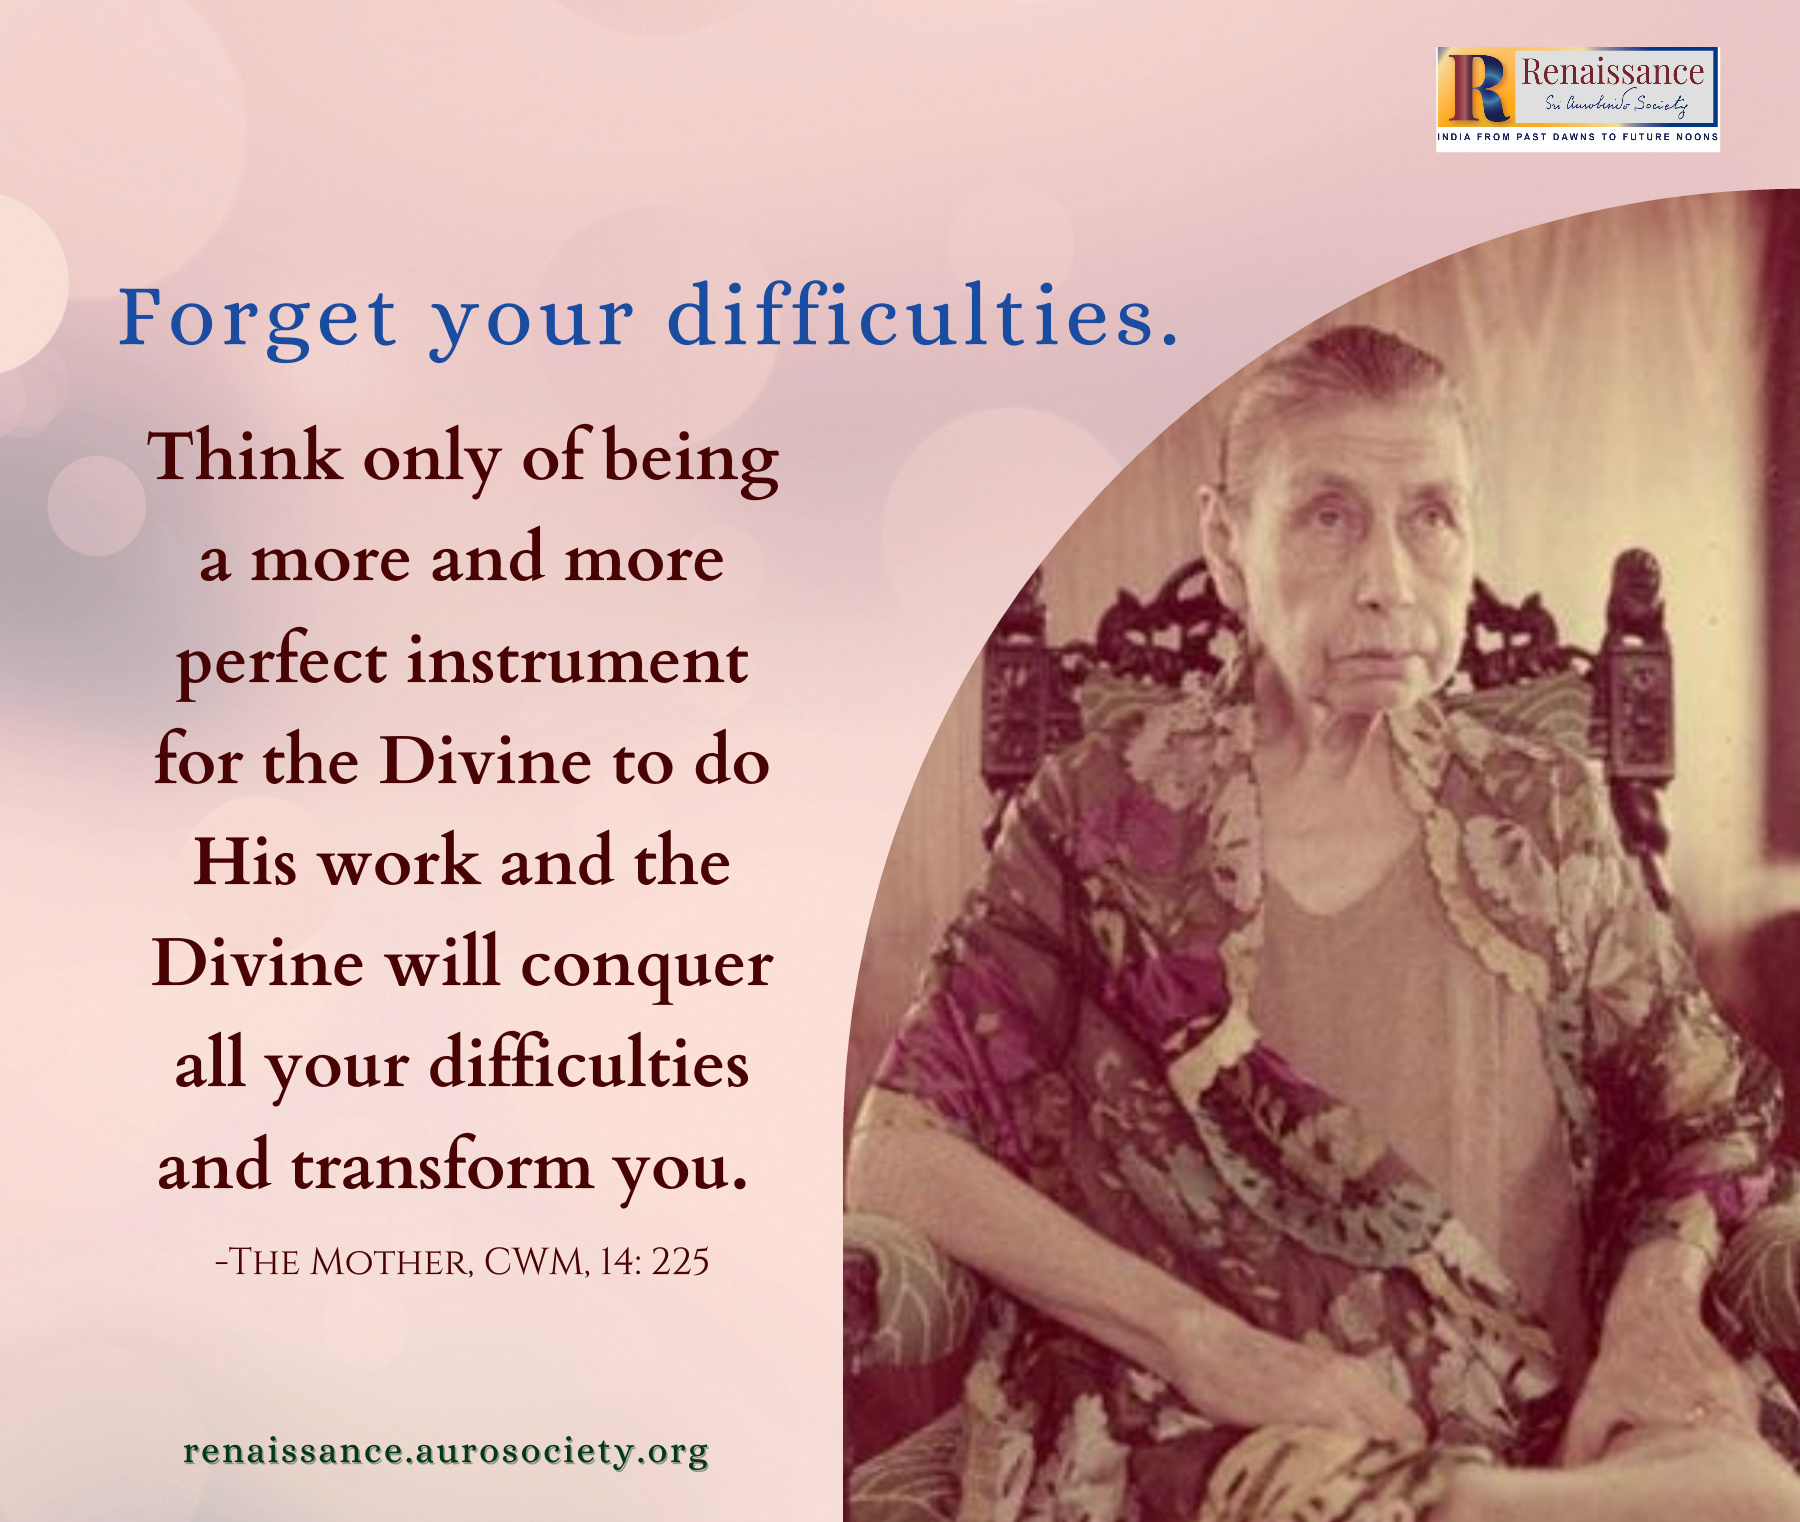 R Renaissance
Sri Aurobindo Society
INDIA FROM PAST DAWNS TO FUTURE NOONS
Forget your difficulties.
Think only of being
a more and more
perfect instrument
for the Divine to do
His work and the
Divine will conquer
all your difficulties
and transform you.
-The Mother, CWM, 14: 225
renaissance.aurosociety.org